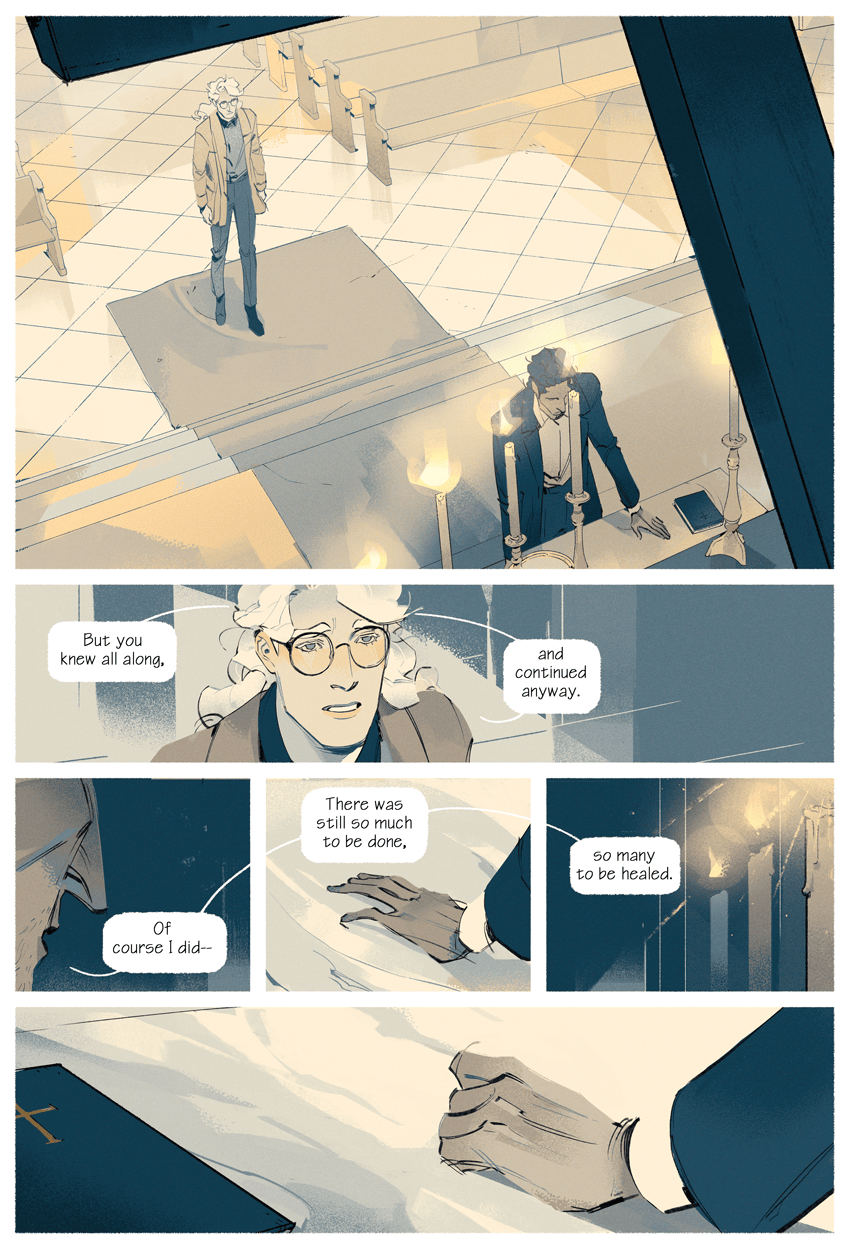 But you
knew all along,
and
continued
anyway.
Of
course I did--
There was
still so much
to be done,
so many
to be healed.